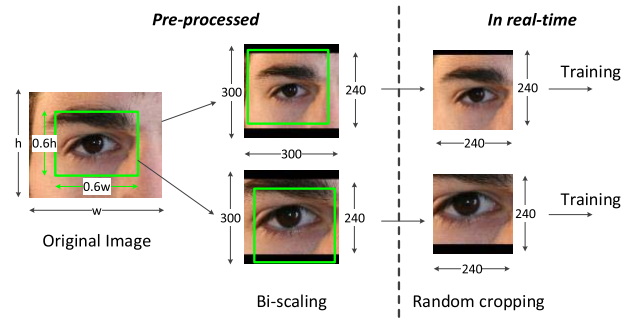 Pre-processed
In real-time
300
240
300
240
240
Training
h
0.6h
0.6w
w
Original Image
300
240
240
240
Training
Bi-scaling
Random cropping